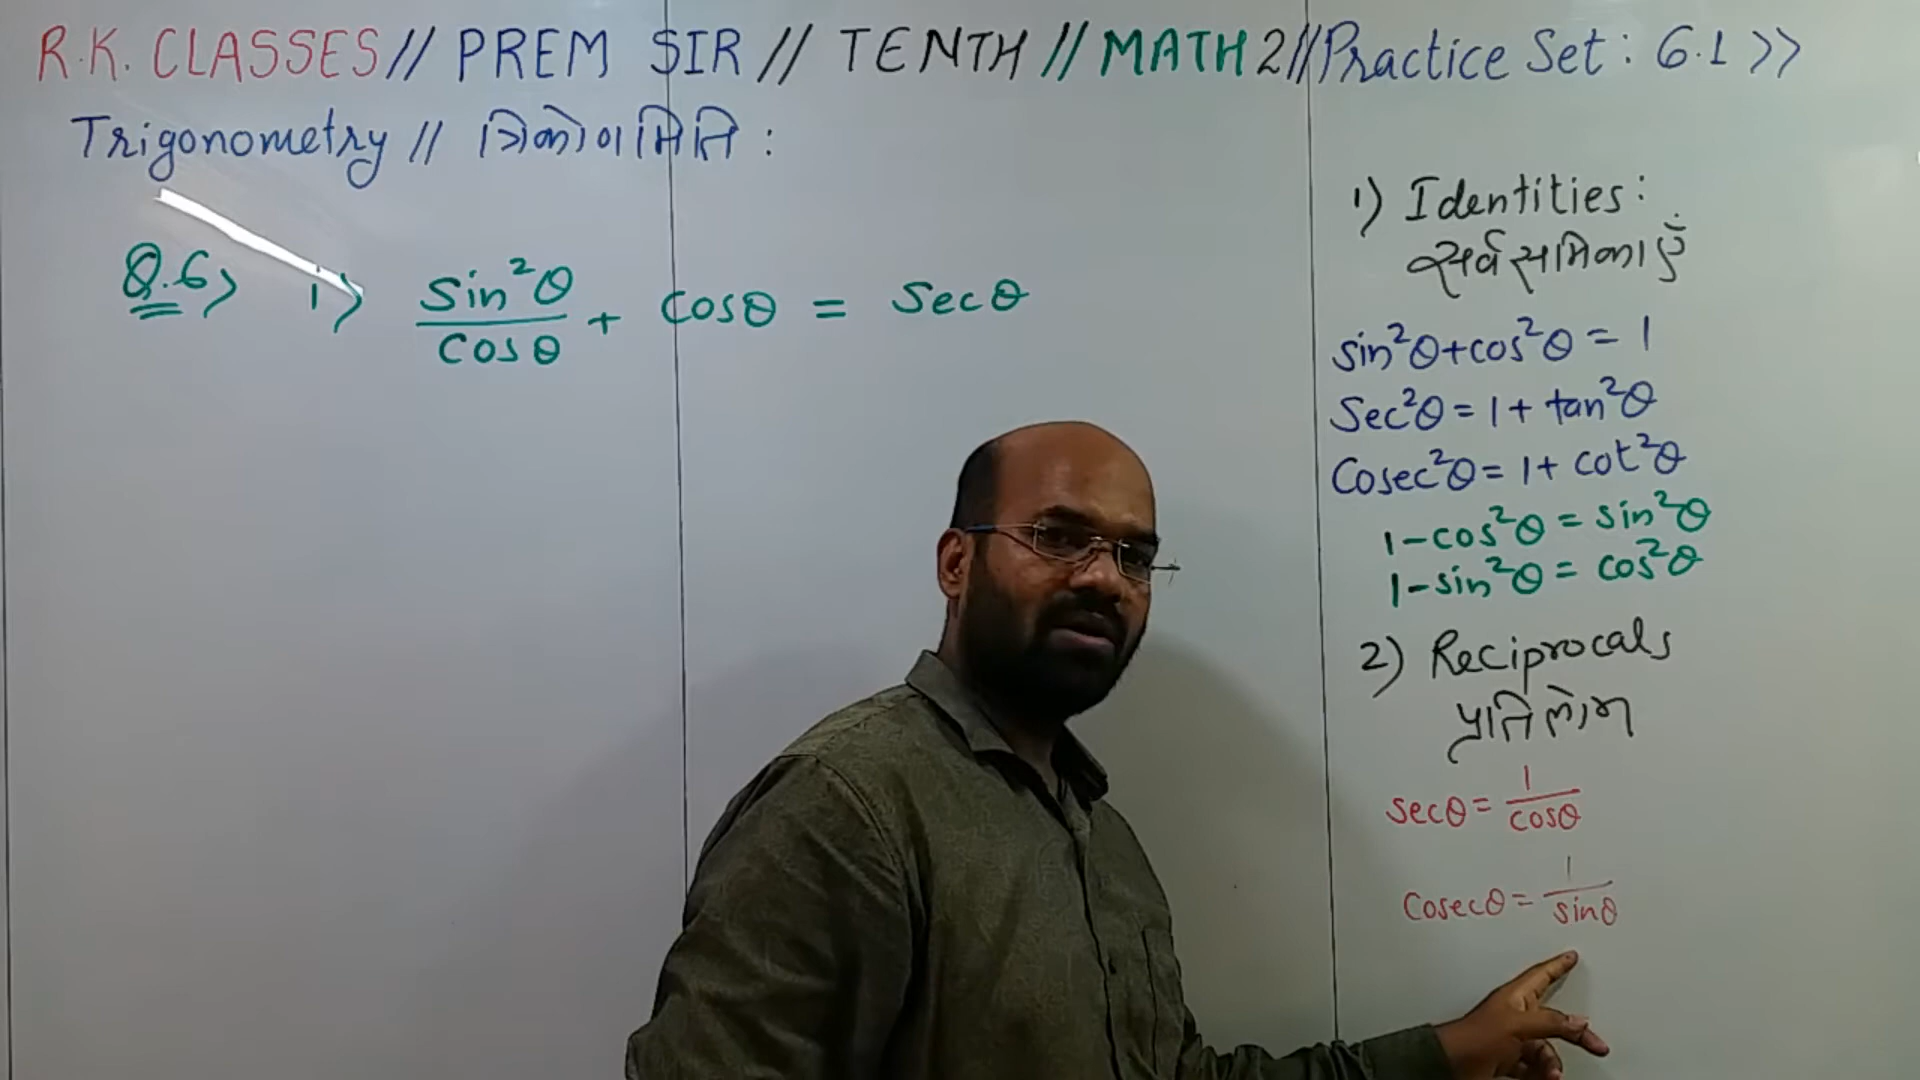 R.K. CLASSES // PREM SIR // TENTH // MATH 2 // Practice Set : 6.1 >>
Trigonometry // त्रिकोणमिति :
Q.6> i> sin²θ/cosθ + cosθ = secθ
1) Identities :
सर्वसमिकाएँ
sin²θ+cos²θ = 1
Sec²θ = 1 + tan²θ
Cosec²θ = 1 + cot²θ
1-cos²θ = sin²θ
1-sin²θ = cos²θ
2) Reciprocals
प्रतिलोम
secθ = 1/cosθ
Cosecθ = 1/sinθ